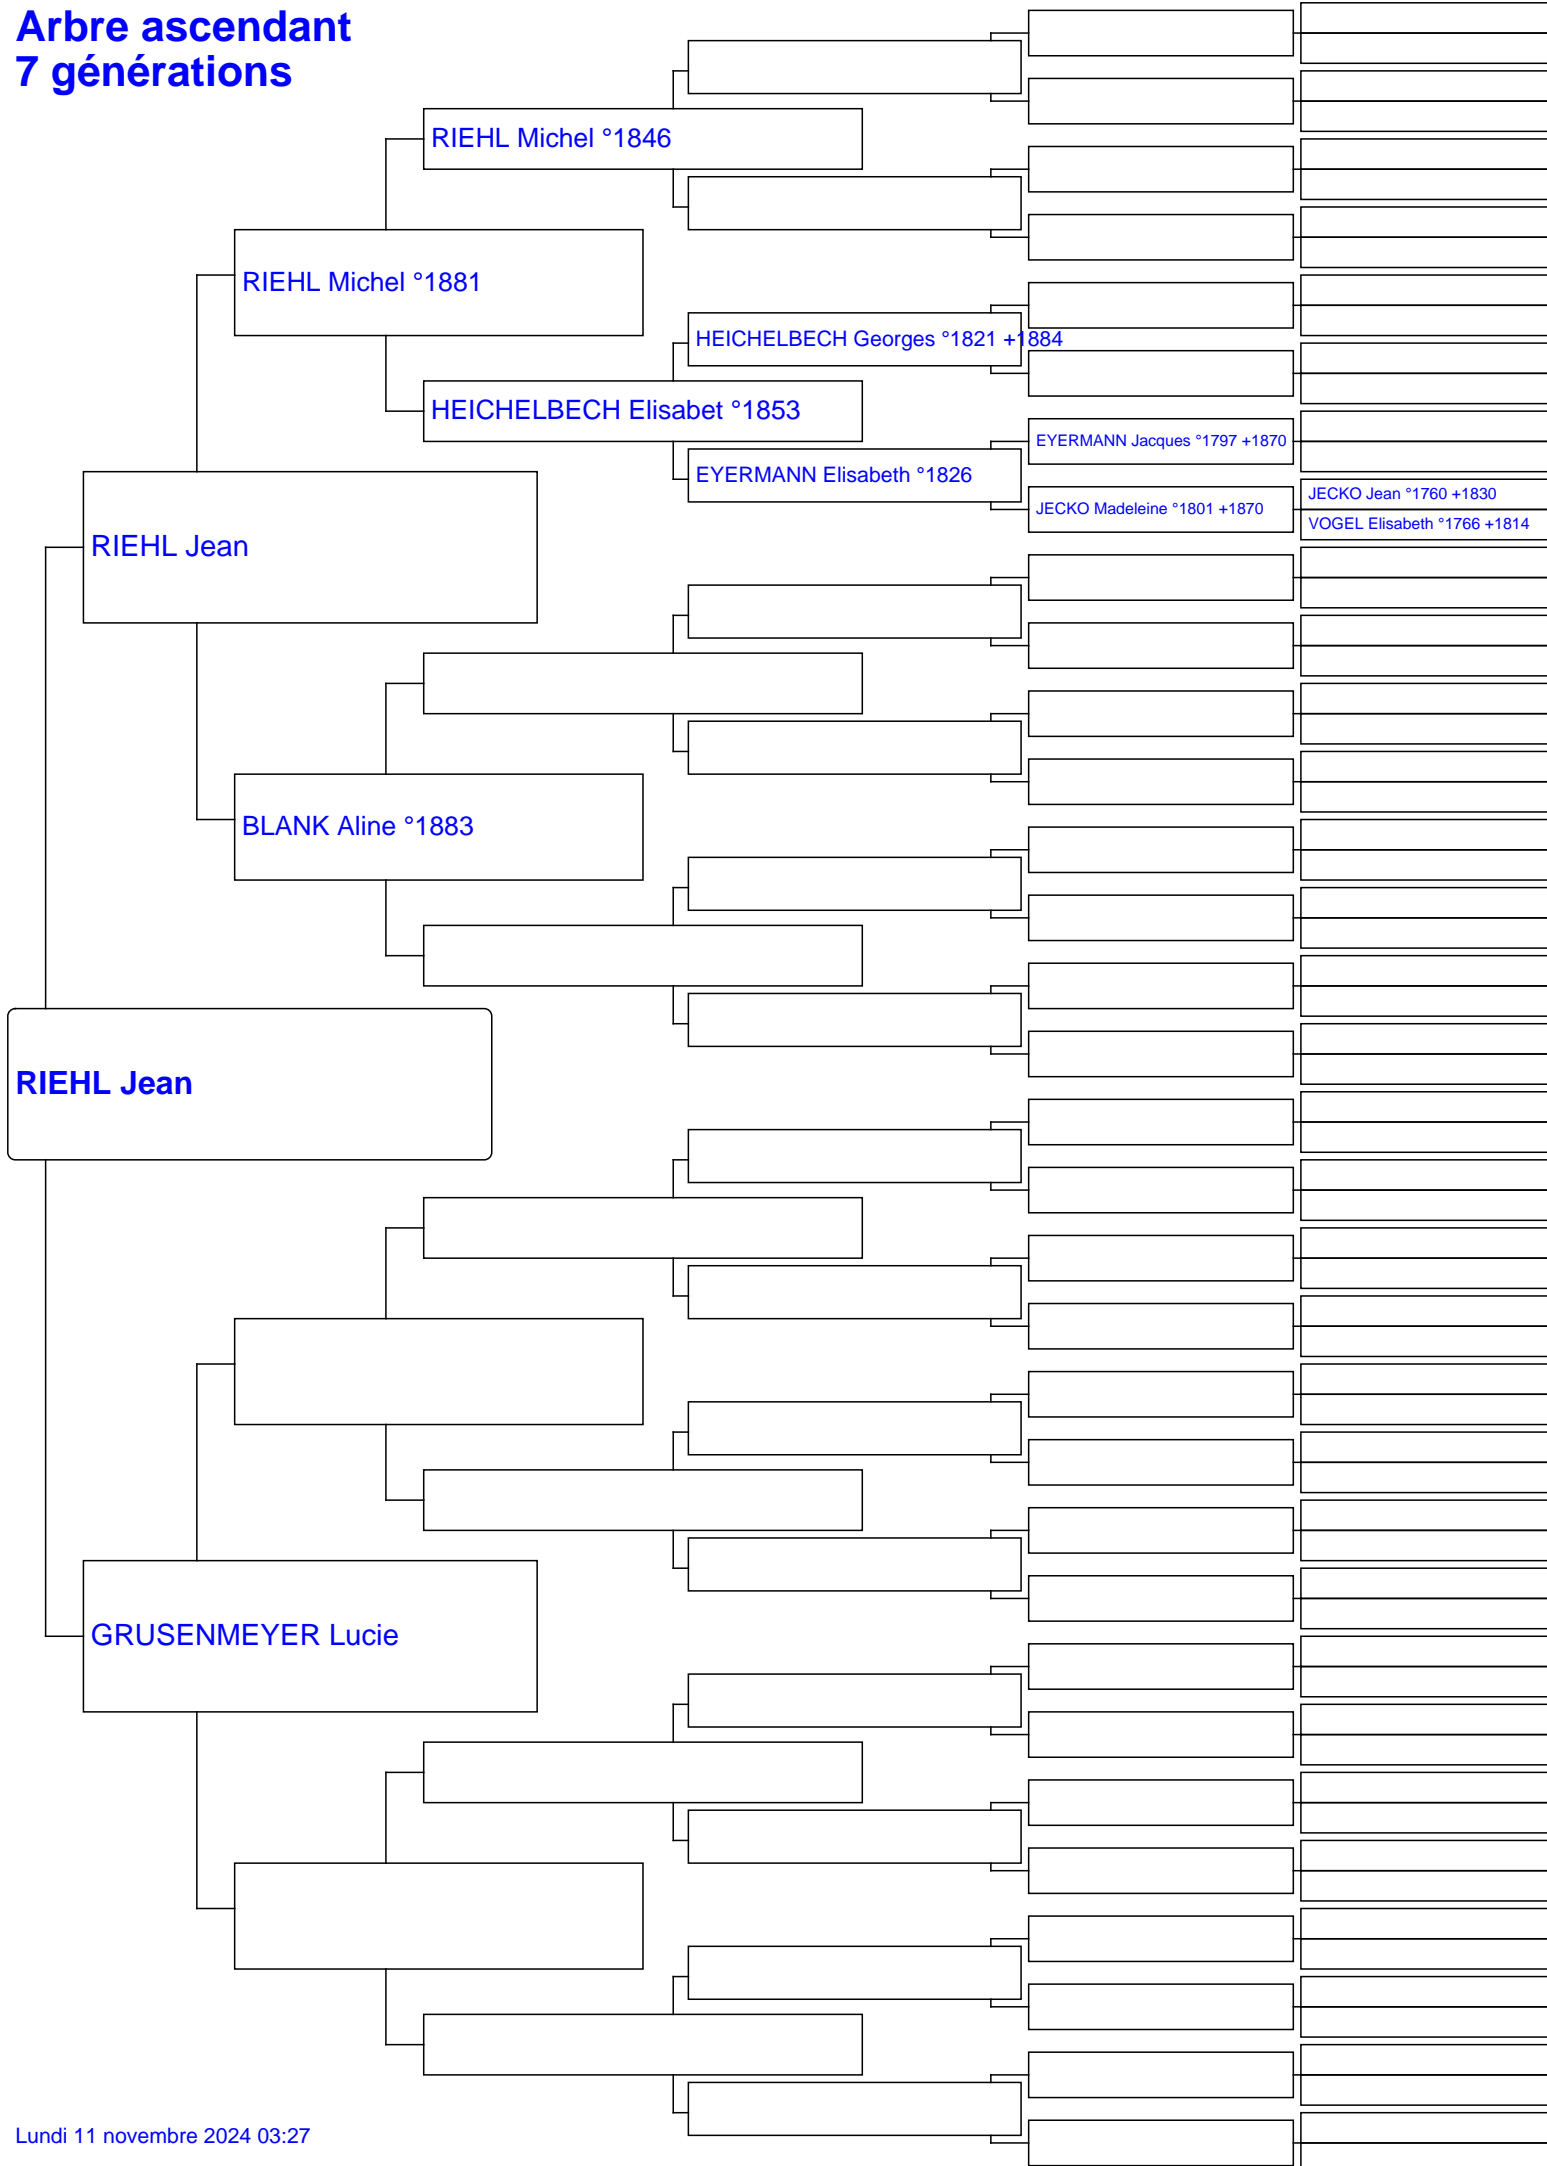 Arbre ascendant
7 générations
RIEHL Michel °1846
RIEHL Michel °1881
HEICHELBECH Georges °1821 +1884
HEICHELBECH Elisabet °1853
EYERMANN Jacques °1797 +1870
EYERMANN Elisabeth °1826
JECKO Jean °1760 +1830
JECKO Madeleine °1801 +1870
VOGEL Elisabeth °1766 +1814
RIEHL Jean
BLANK Aline °1883
RIEHL Jean
GRUSENMEYER Lucie
Lundi 11 novembre 2024 03:27